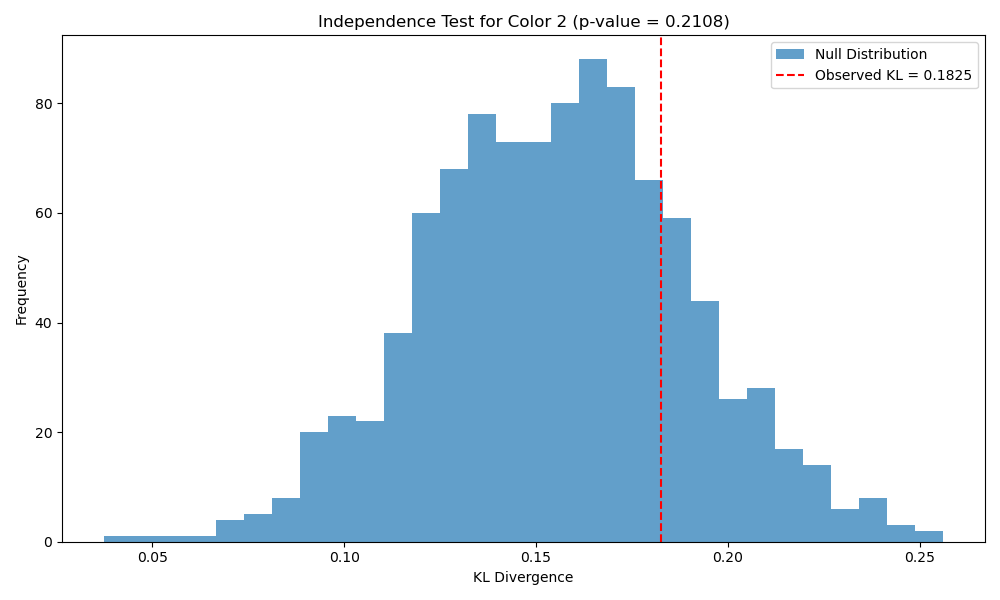 Independence Test for Color 2 (p-value = 0.2108)
Null Distribution
Observed KL = 0.1825
Frequency
80
60
40
20
0
0.05 0.10 0.15 0.20 0.25
KL Divergence